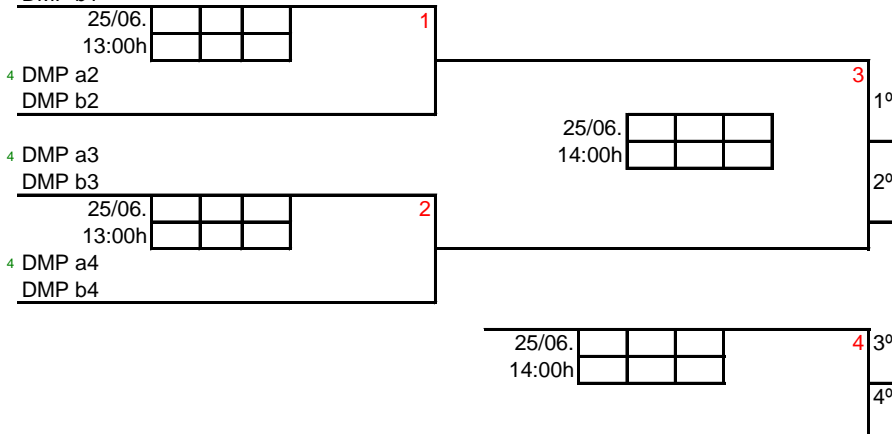 25/06.
1
13:00h
4 DMP a2
DMP b2
3
1º
25/06.
14:00h
4 DMP a3
DMP b3
2º
25/06.
2
13:00h
4 DMP a4
DMP b4
25/06.
4
3º
14:00h
4º